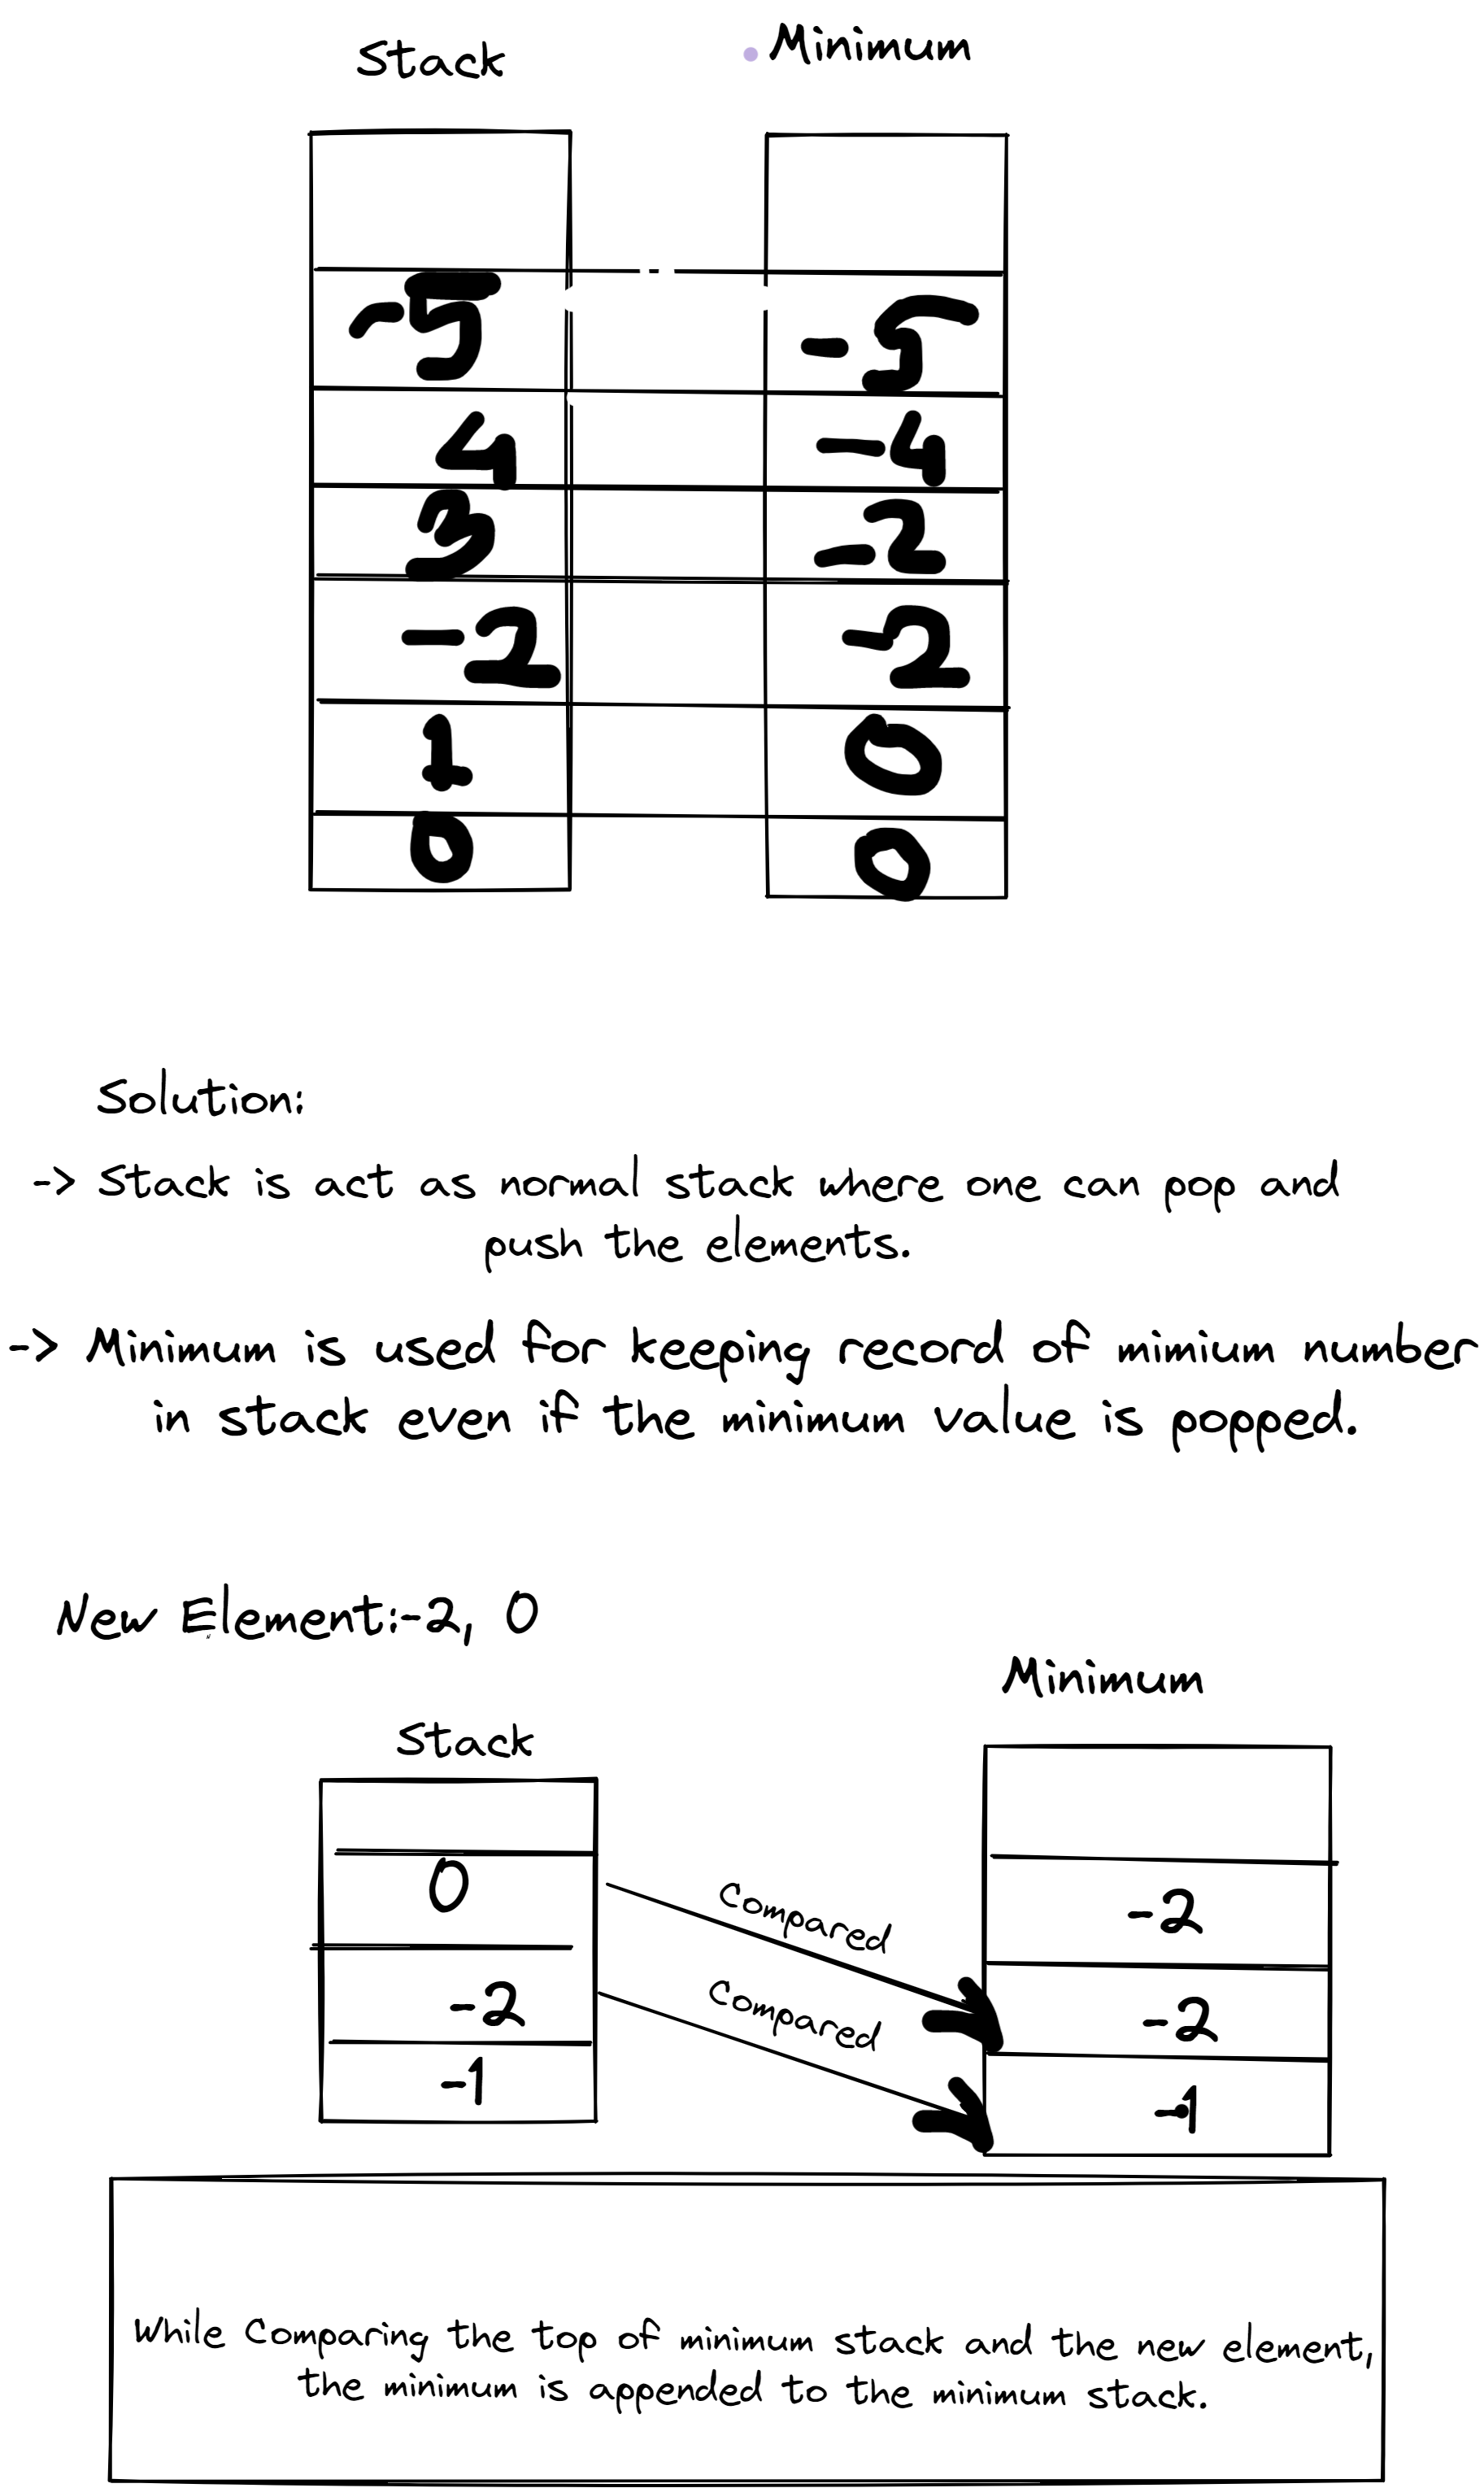 Stack
Minimum
-5 -5
4 -4
3 -2
-2 -2
1 0
0 0
Solution:
-> Stack is act as normal stack where one can pop and
push the elements.
-> Minimum is used for keeping record of mimium number
in stack even if the minimum value is popped.
New Element:-2, 0
Minimum
Stack
0 Compared -2
-2 Compared -2
-1 -1
While Comparing the top of minimum stack and the new element,
the minimum is appended to the minimum stack.